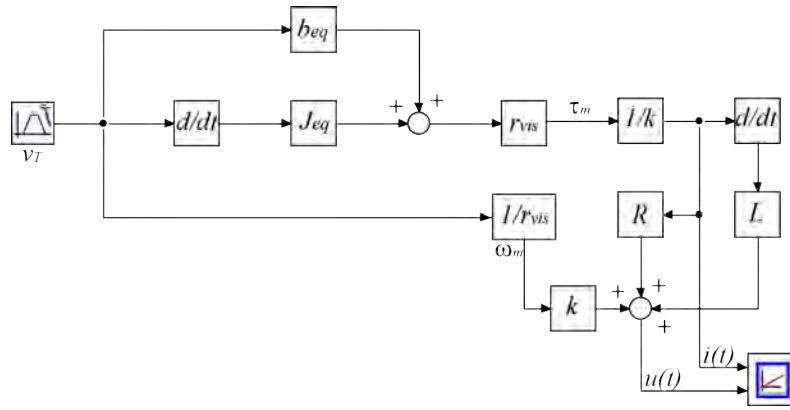 b_eq
+
+
d/dt
J_eq
r_vis
τ_m
1/k
d/dt
v_T
1/r_vis
R
L
ω_m
k
+
+
+
i(t)
u(t)